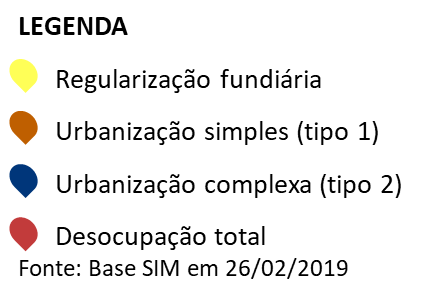 LEGENDA
Regularização fundiária
Urbanização simples (tipo 1)
Urbanização complexa (tipo 2)
Desocupação total
Fonte: Base SIM em 26/02/2019